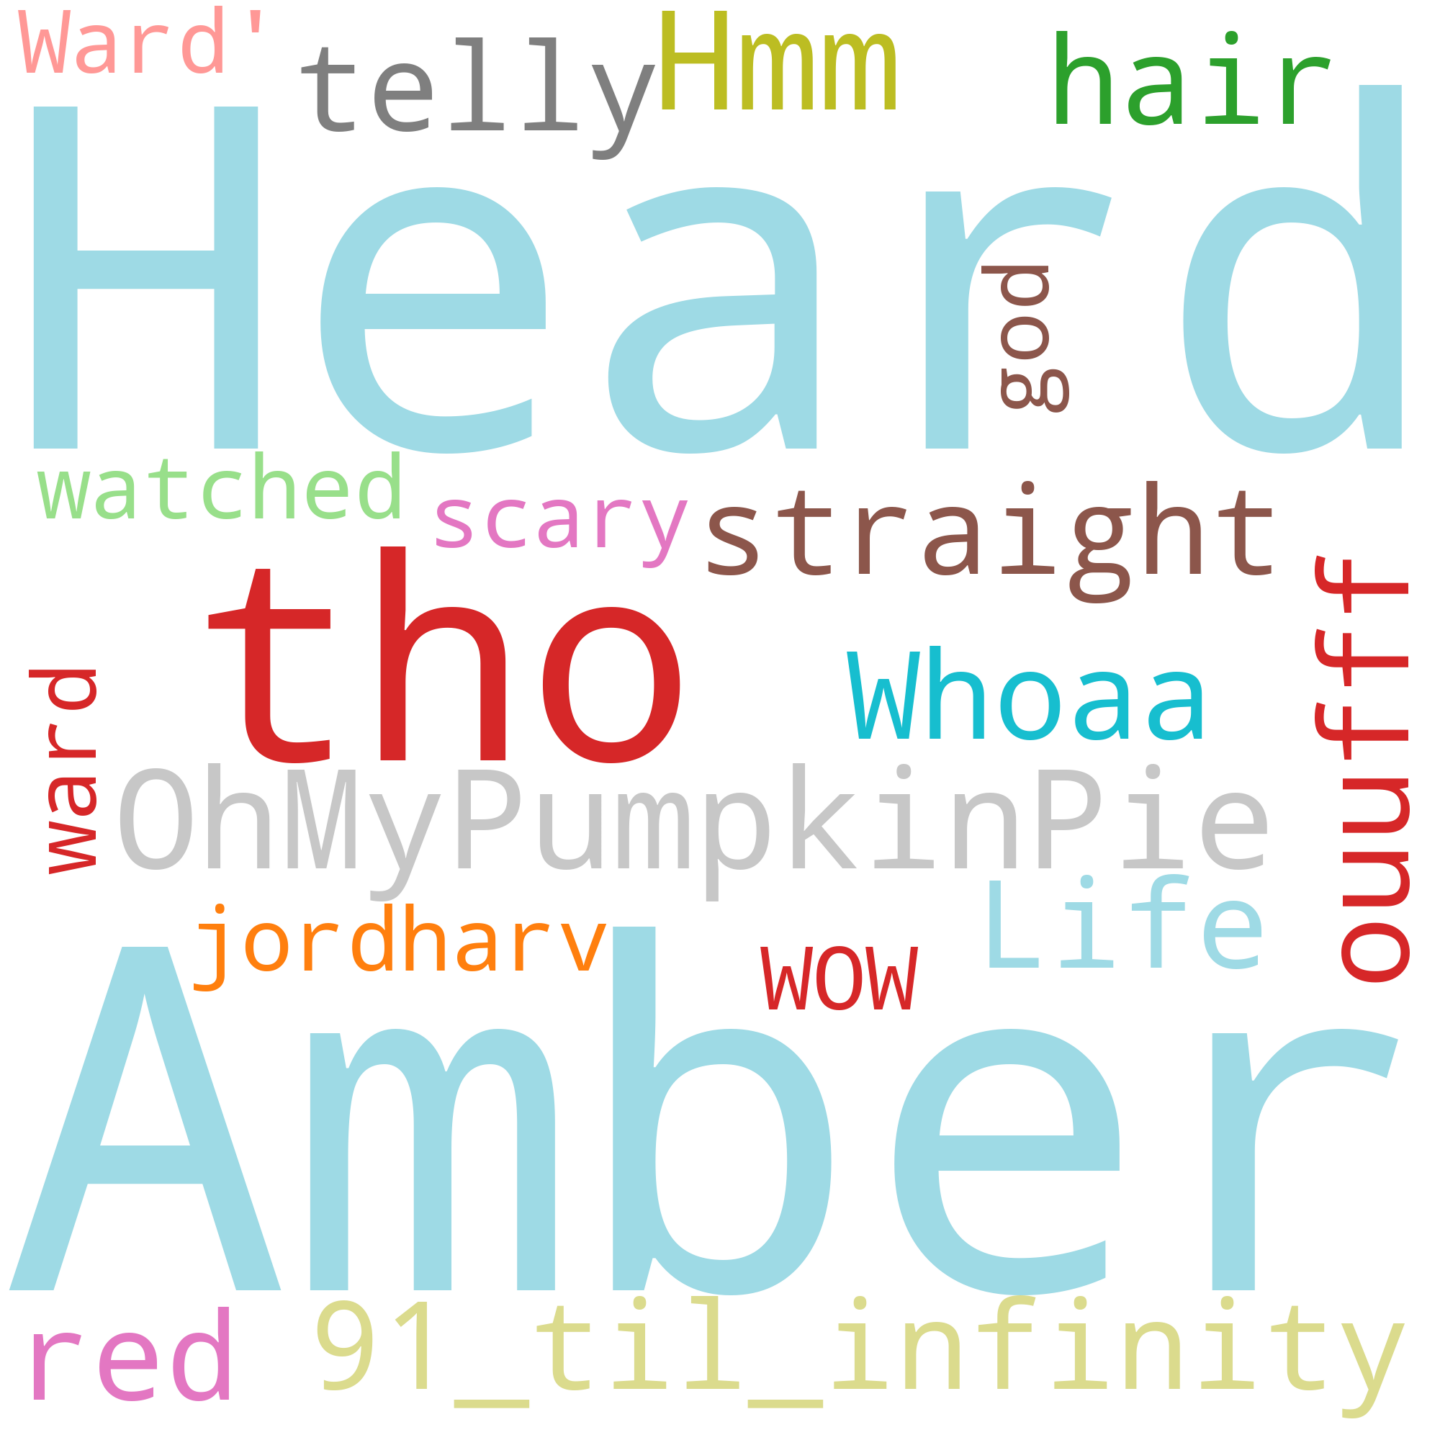 Ward'
telly
Hmm
hair
Heard
god
watched
scary
straight
tho
ouufff
Whoaa
ward
OhMyPumpkinPie
jordharv
WOW
Life
Amber
red
91_til_infinity